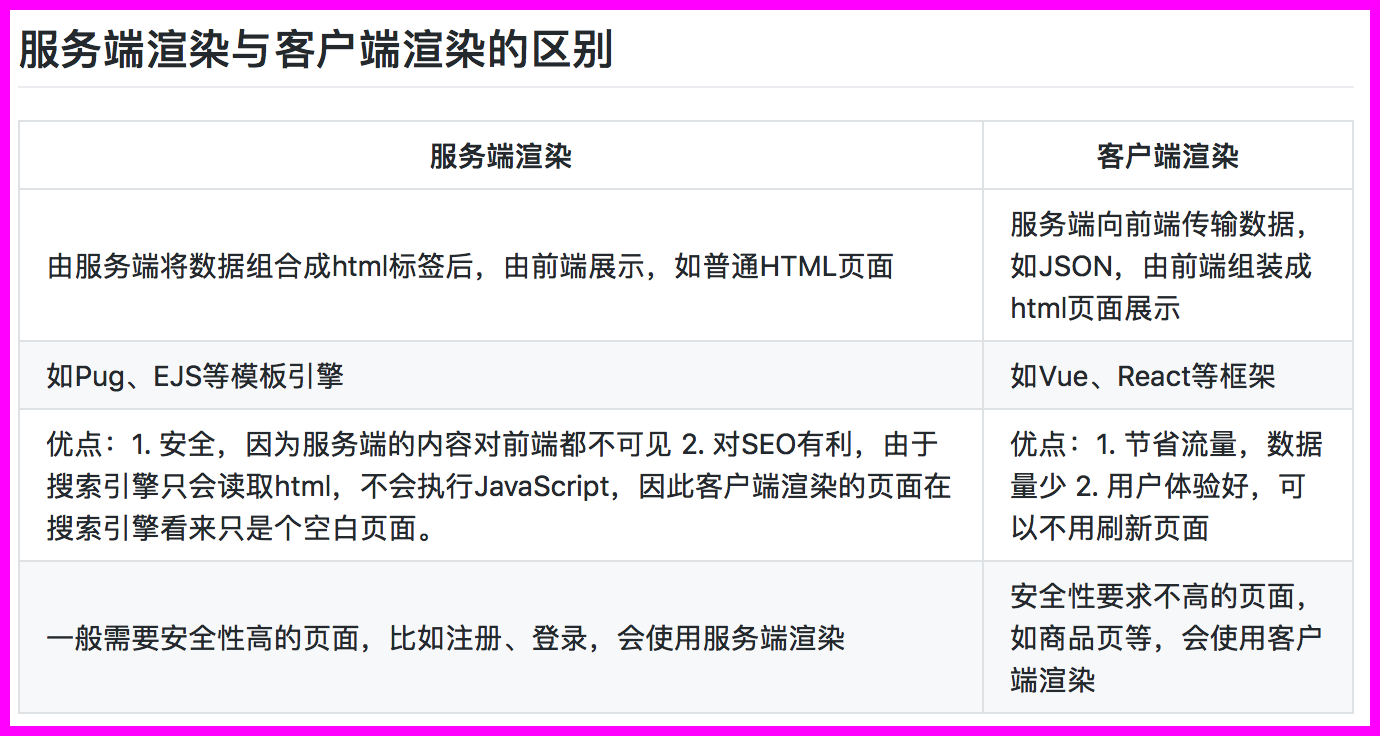 服务端渲染与客户端渲染的区别
服务端渲染
客户端渲染
由服务端将数据组合成html标签后，由前端展示，如普通HTML页面
服务端向前端传输数据，
如JSON，由前端组装成
html页面展示
如Pug、EJS等模板引擎
如Vue、React等框架
优点：1. 安全，因为服务端的内容对前端都不可见 2. 对SEO有利，由于
搜索引擎只会读取html，不会执行JavaScript，因此客户端渲染的页面在
搜索引擎看来只是个空白页面。
优点：1. 节省流量，数据
量少 2. 用户体验好，可
以不用刷新页面
一般需要安全性高的页面，比如注册、登录，会使用服务端渲染
安全性要求不高的页面，
如商品页等，会使用客户
端渲染